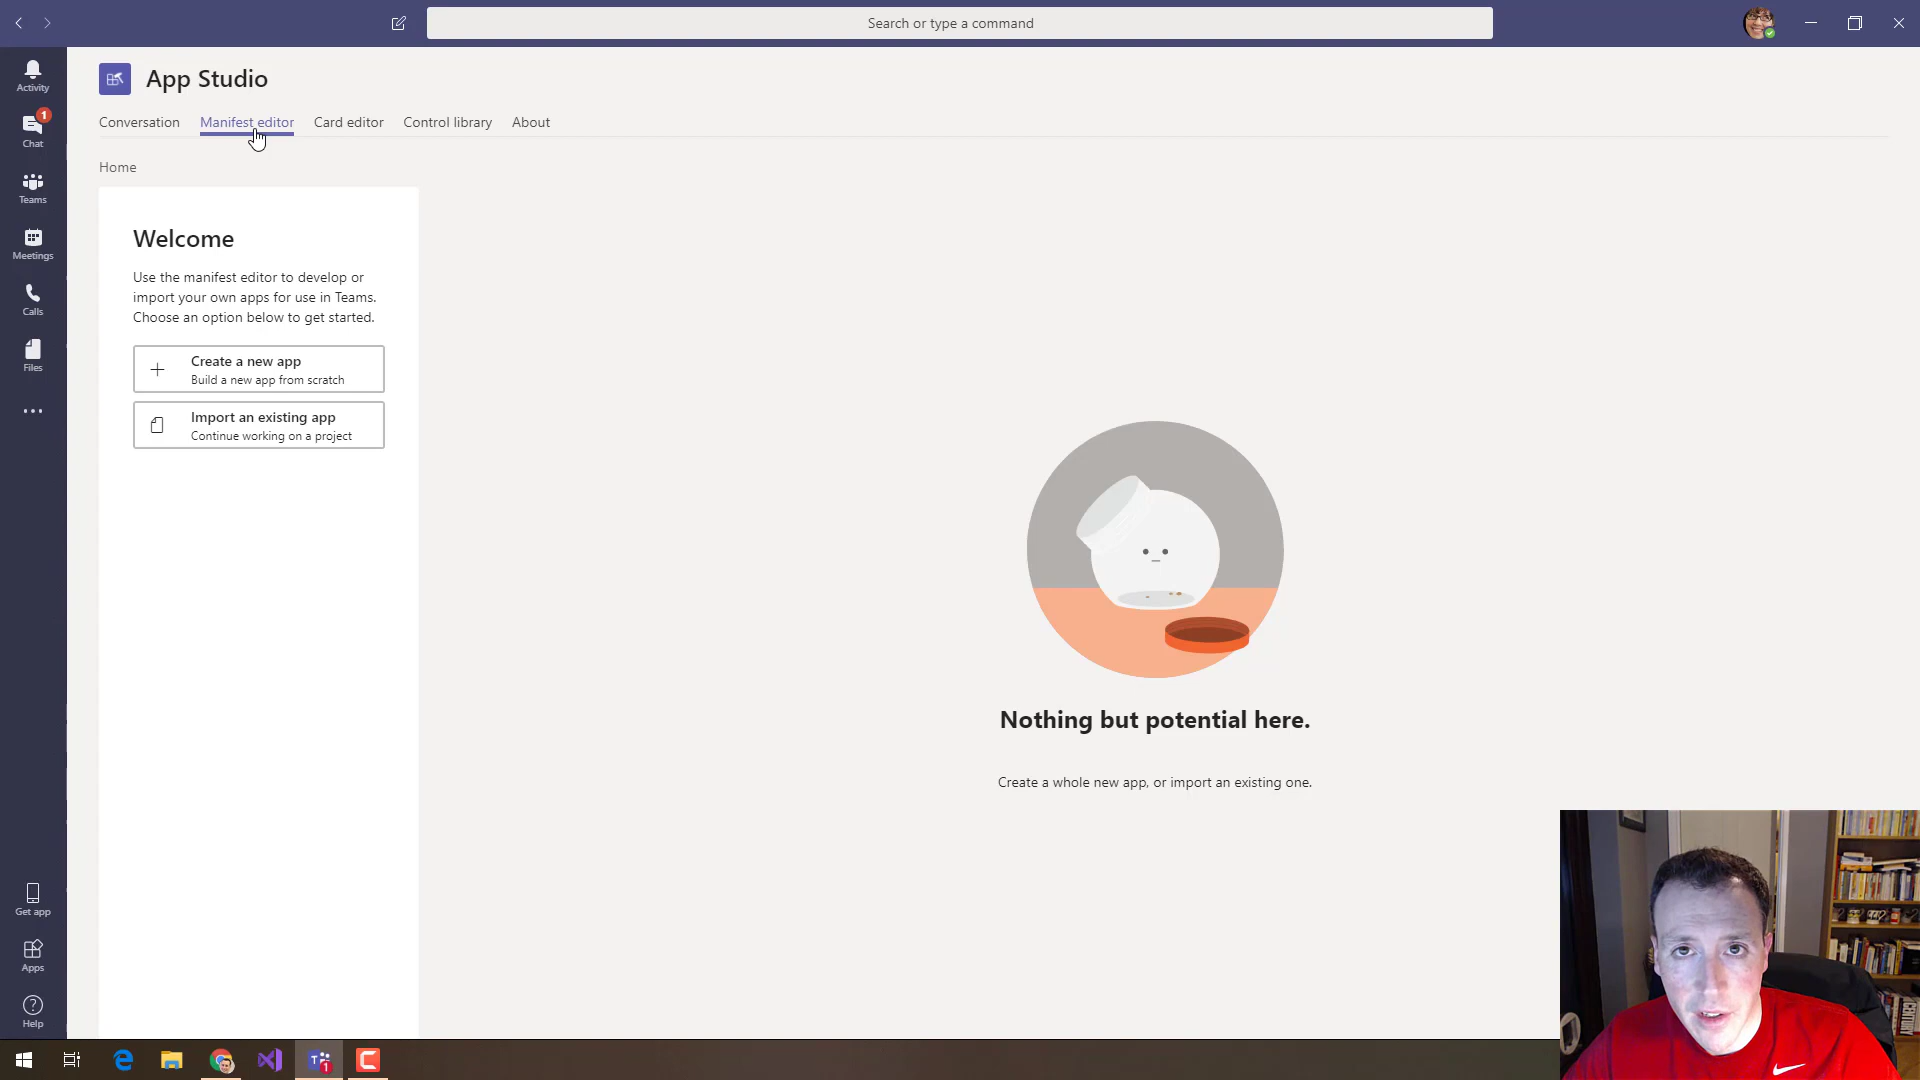 Search or type a command
Activity
1
Chat
Teams
Meetings
Calls
Files
Get app
Apps
Help
App Studio
Conversation
Manifest editor
Card editor
Control library
About
Home
Welcome
Use the manifest editor to develop or
import your own apps for use in Teams.
Choose an option below to get started.
Create a new app
Build a new app from scratch
Import an existing app
Continue working on a project
Nothing but potential here.
Create a whole new app, or import an existing one.
1